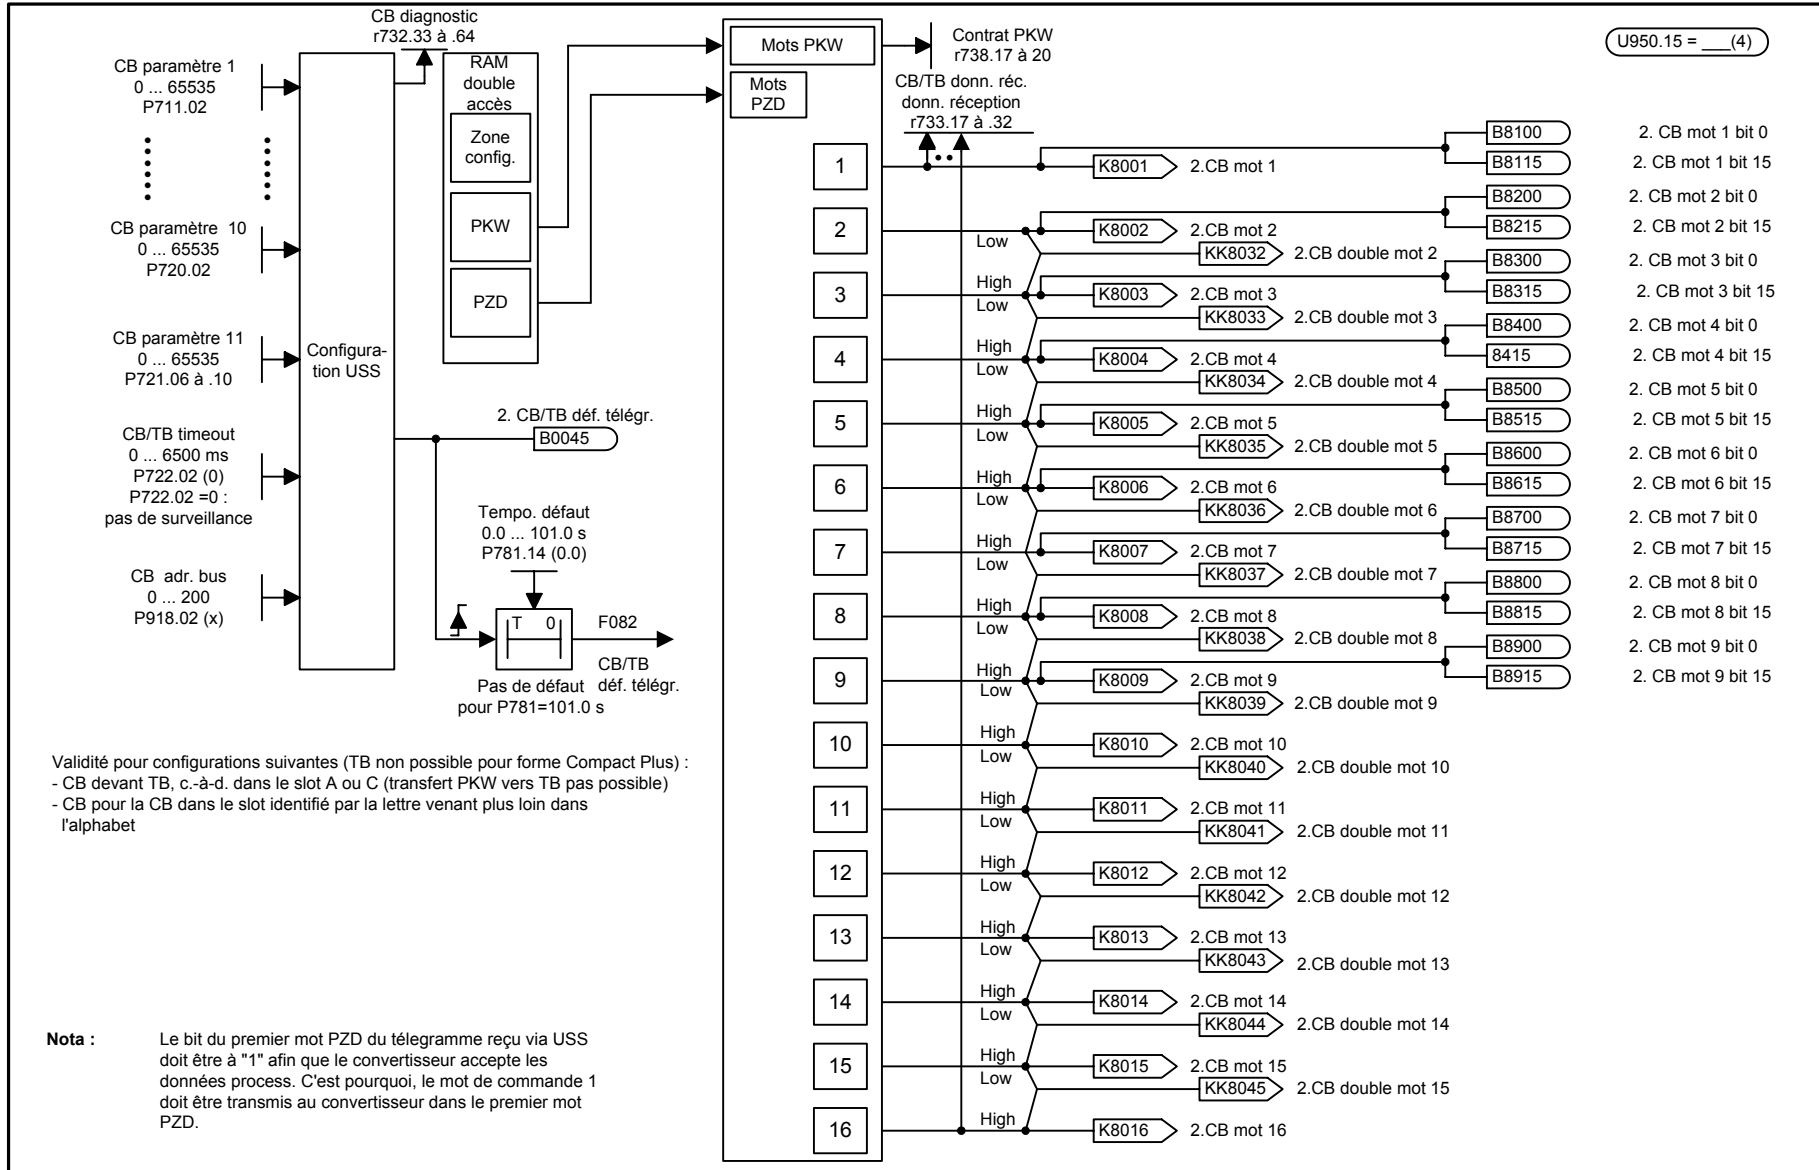 CB diagnostic
r732.33 à .64
CB paramètre 1
0 ... 65535
P711.02
CB paramètre  10
0 ... 65535
P720.02
CB paramètre 11
0 ... 65535
P721.06 à .10
CB/TB timeout
0 ... 6500 ms
P722.02 (0)
P722.02 =0 :
pas de surveillance
CB  adr. bus
0 ... 200
P918.02 (x)
Configura-
tion USS
RAM
double
accès
Zone
config.
PKW
PZD
2. CB/TB déf. télégr.
B0045
Tempo. défaut
0.0 ... 101.0 s
P781.14 (0.0)
T 0
F082
CB/TB
déf. télégr.
Pas de défaut
pour P781=101.0 s
Mots PKW
Mots
PZD
Contrat PKW
r738.17 à 20
CB/TB donn. réc.
donn. réception
r733.17 à .32
U950.15 = ___(4)
1
K8001 2.CB mot 1
B8100 2. CB mot 1 bit 0
B8115 2. CB mot 1 bit 15
2
Low
K8002 2.CB mot 2
KK8032 2.CB double mot 2
B8200 2. CB mot 2 bit 0
B8215 2. CB mot 2 bit 15
3
High
Low
K8003 2.CB mot 3
KK8033 2.CB double mot 3
B8300 2. CB mot 3 bit 0
B8315 2. CB mot 3 bit 15
4
High
Low
K8004 2.CB mot 4
KK8034 2.CB double mot 4
B8400 2. CB mot 4 bit 0
8415 2. CB mot 4 bit 15
5
High
Low
K8005 2.CB mot 5
KK8035 2.CB double mot 5
B8500 2. CB mot 5 bit 0
B8515 2. CB mot 5 bit 15
6
High
Low
K8006 2.CB mot 6
KK8036 2.CB double mot 6
B8600 2. CB mot 6 bit 0
B8615 2. CB mot 6 bit 15
7
High
Low
K8007 2.CB mot 7
KK8037 2.CB double mot 7
B8700 2. CB mot 7 bit 0
B8715 2. CB mot 7 bit 15
8
High
Low
K8008 2.CB mot 8
KK8038 2.CB double mot 8
B8800 2. CB mot 8 bit 0
B8815 2. CB mot 8 bit 15
9
High
Low
K8009 2.CB mot 9
KK8039 2.CB double mot 9
B8900 2. CB mot 9 bit 0
B8915 2. CB mot 9 bit 15
10
High
Low
K8010 2.CB mot 10
KK8040 2.CB double mot 10
11
High
Low
K8011 2.CB mot 11
KK8041 2.CB double mot 11
12
High
Low
K8012 2.CB mot 12
KK8042 2.CB double mot 12
13
High
Low
K8013 2.CB mot 13
KK8043 2.CB double mot 13
14
High
Low
K8014 2.CB mot 14
KK8044 2.CB double mot 14
15
High
Low
K8015 2.CB mot 15
KK8045 2.CB double mot 15
16
High
K8016 2.CB mot 16
Validité pour configurations suivantes (TB non possible pour forme Compact Plus) :
- CB devant TB, c.-à-d. dans le slot A ou C (transfert PKW vers TB pas possible)
- CB pour la CB dans le slot identifié par la lettre venant plus loin dans
l'alphabet
Nota : Le bit du premier mot PZD du télegramme reçu via USS
doit être à "1" afin que le convertisseur accepte les
données process. C'est pourquoi, le mot de commande 1
doit être transmis au convertisseur dans le premier mot
PZD.